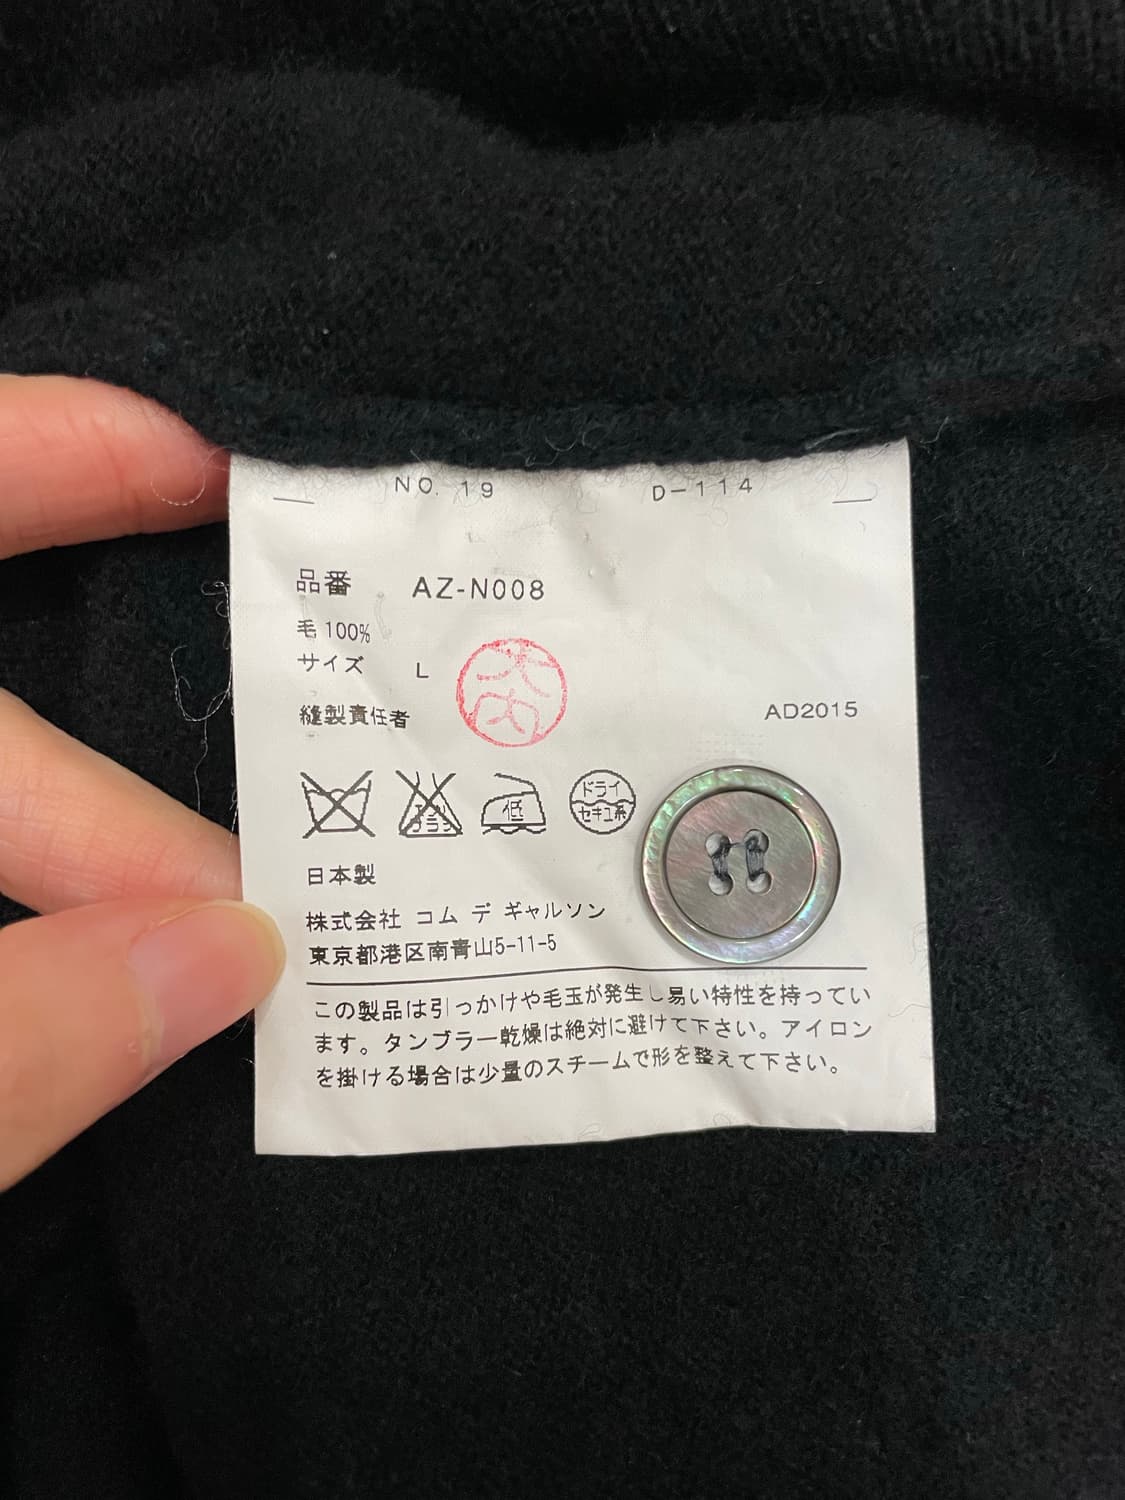 NO. 19 D-114
品番 AZ-N008
毛 100%
サイズ L
縫製責任者
大内
AD2015
低
ドライ
セキユ系
日本製
株式会社 コム デ ギャルソン
東京都港区南青山5-11-5
この製品は引っかけや毛玉が発生し易い特性を持ってい
ます。タンブラー乾燥は絶対に避けて下さい。アイロン
を掛ける場合は少量のスチームで形を整えて下さい。